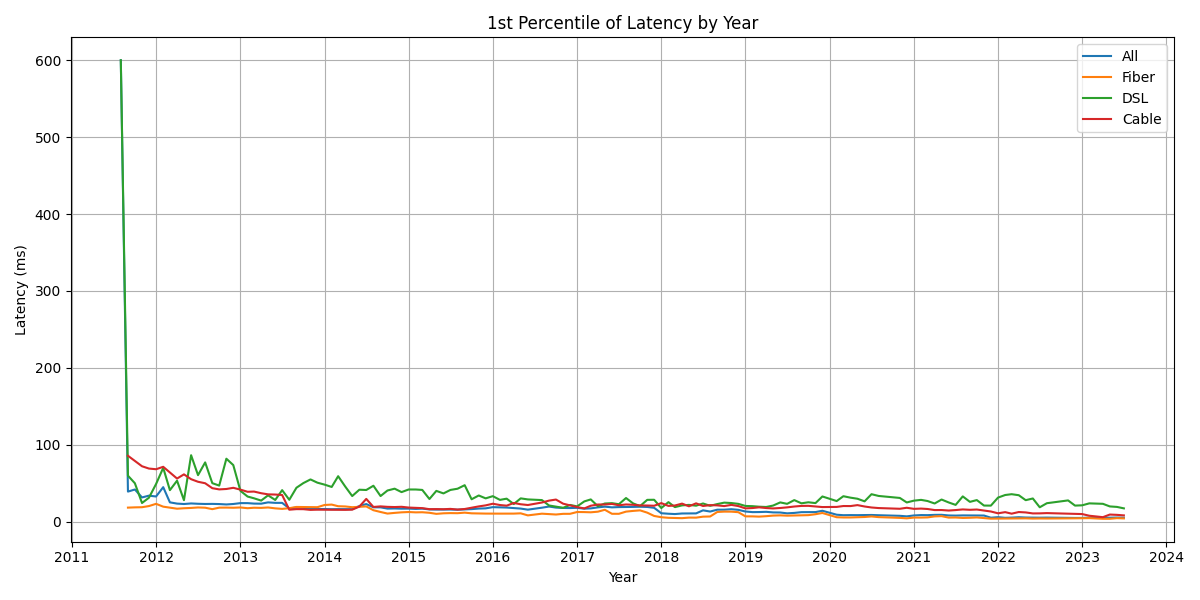 1st Percentile of Latency by Year
Latency (ms)
600
500
400
300
200
100
0
All
Fiber
DSL
Cable
2011 2012 2013 2014 2015 2016 2017 2018 2019 2020 2021 2022 2023 2024
Year